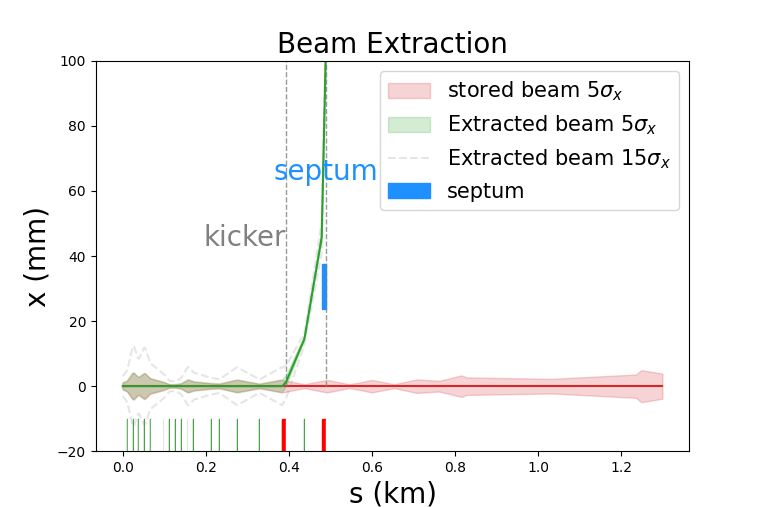 Beam Extraction
x (mm)
100
80
60
40
20
0
−20
stored beam 5σₓ
Extracted beam 5σₓ
Extracted beam 15σₓ
septum
septum
kicker
0.0 0.2 0.4 0.6 0.8 1.0 1.2
s (km)